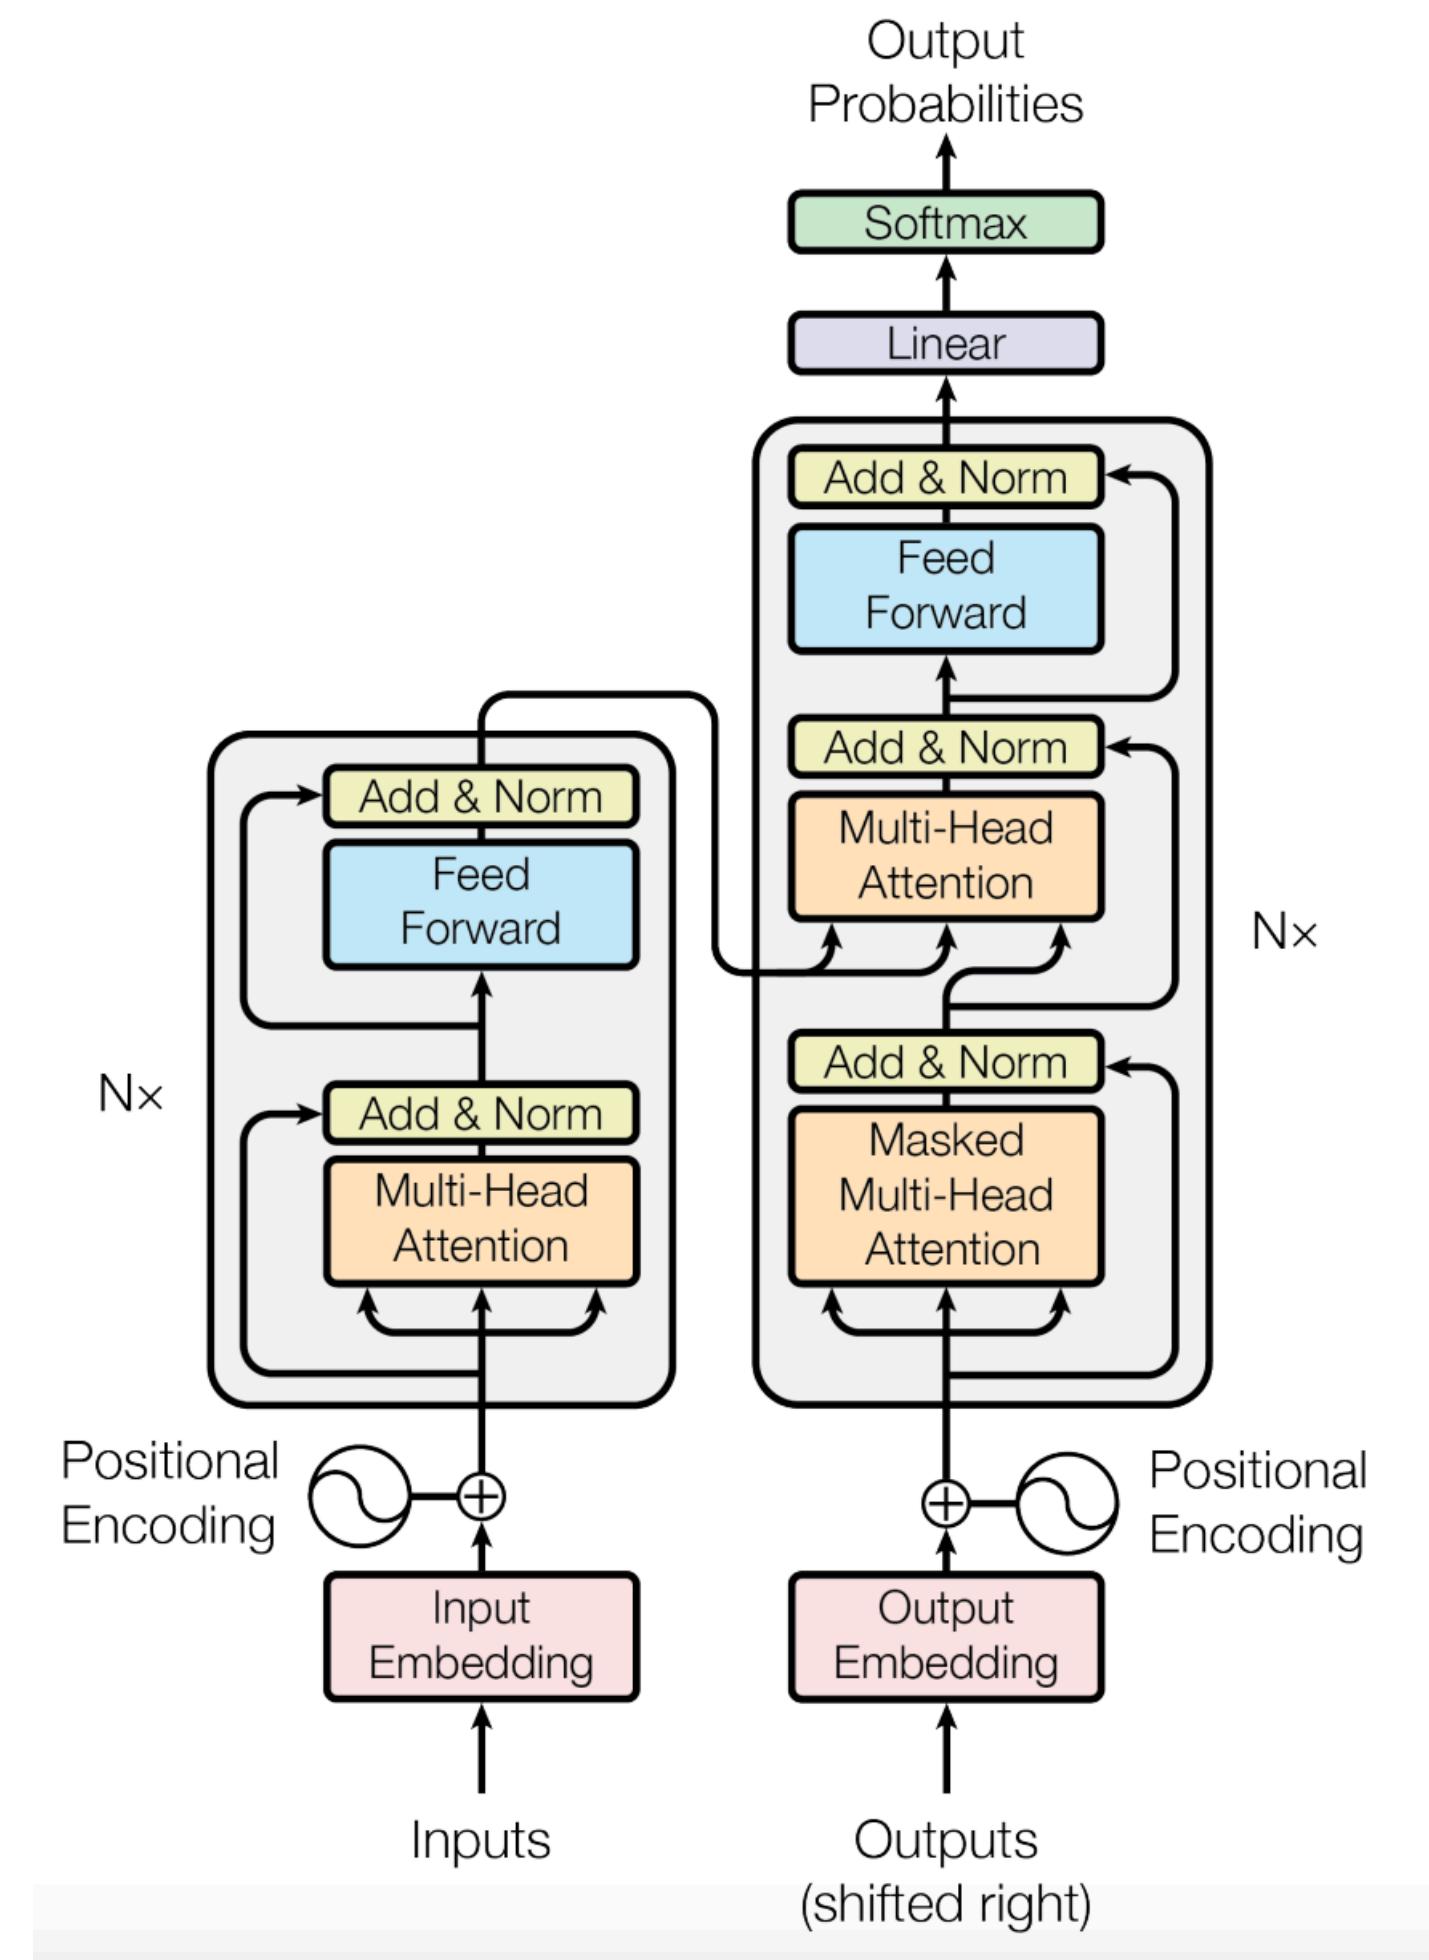 Output
Probabilities
Softmax
Linear
Add & Norm
Feed
Forward
Add & Norm
Multi-Head
Attention
Add & Norm
Masked
Multi-Head
Attention
Nx
Add & Norm
Feed
Forward
Add & Norm
Multi-Head
Attention
Nx
Positional
Encoding
Positional
Encoding
Input
Embedding
Output
Embedding
Inputs
Outputs
(shifted right)